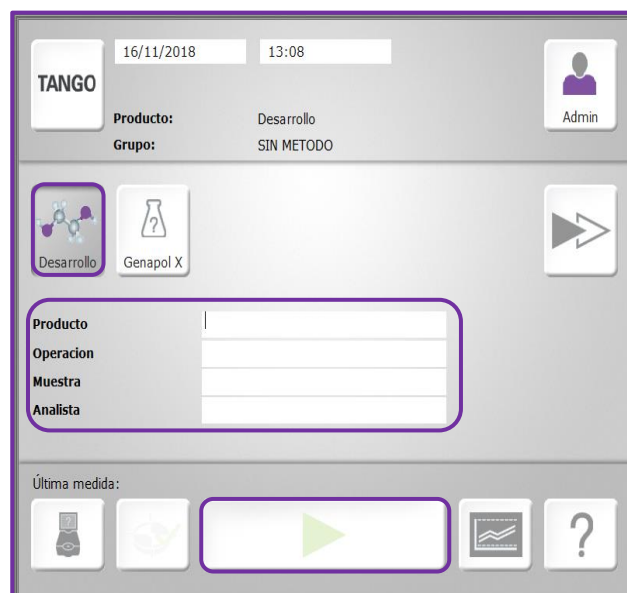 16/11/2018 13:08
TANGO
Producto: Desarrollo
Admin
Grupo: SIN METODO
Desarrollo
Genapol X
Producto
Operacion
Muestra
Analista
Última medida:
?